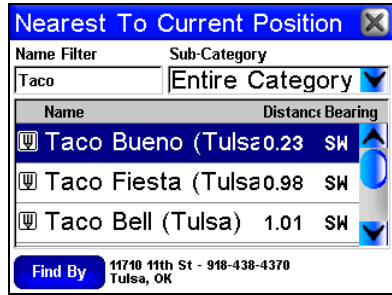 Nearest To Current Position
Name Filter Sub-Category
Taco Entire Category
Name Distance Bearing
Taco Bueno (Tulsa 0.23 SW
Taco Fiesta (Tulsa 0.98 SW
Taco Bell (Tulsa) 1.01 SW
Find By 11710 11th St - 918-438-4370
Tulsa, OK